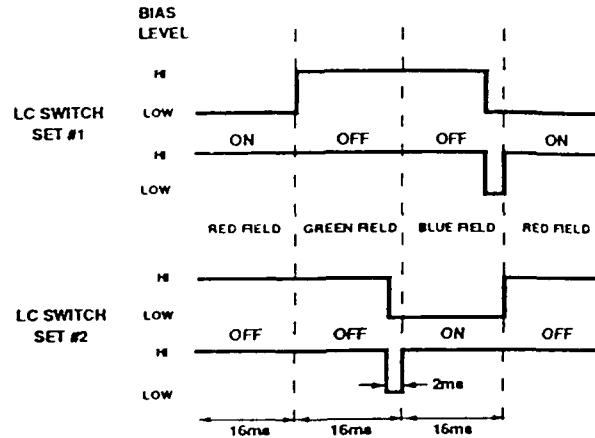 BIAS
LEVEL
HI
LC SWITCH
SET #1
LOW
ON OFF OFF ON
HI
LOW
RED FIELD GREEN FIELD BLUE FIELD RED FIELD
HI
LC SWITCH
SET #2
LOW
OFF OFF ON OFF
HI
LOW
2ms
16ms 16ms 16ms